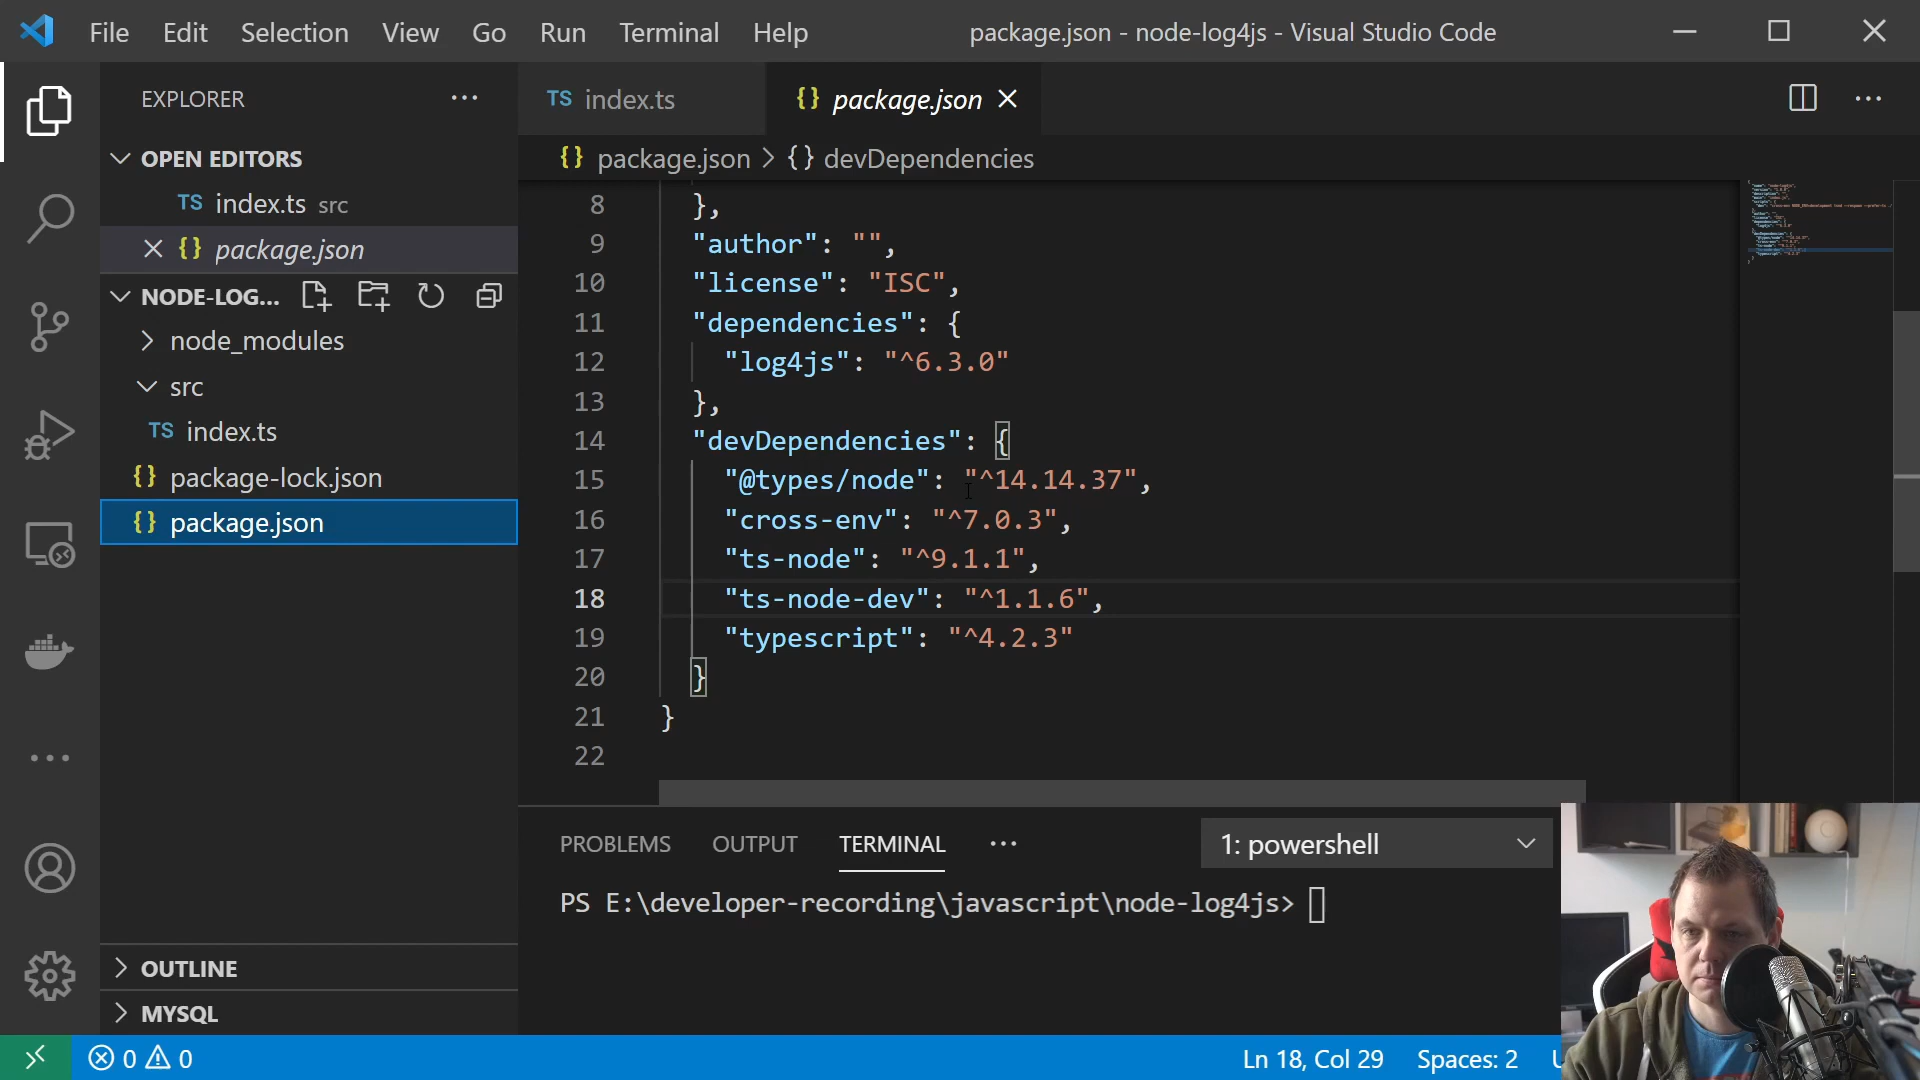 File Edit Selection View Go Run Terminal Help
package.json - node-log4js - Visual Studio Code
EXPLORER
OPEN EDITORS
TS index.ts src
{} package.json
NODE-LOG...
node_modules
src
TS index.ts
{} package-lock.json
{} package.json
OUTLINE
MYSQL
TS index.ts
{} package.json
{} package.json > {} devDependencies
8 },
9 "author": "",
10 "license": "ISC",
11 "dependencies": {
12 "log4js": "^6.3.0"
13 },
14 "devDependencies": {
15 "@types/node": "^14.14.37",
16 "cross-env": "^7.0.3",
17 "ts-node": "^9.1.1",
18 "ts-node-dev": "^1.1.6",
19 "typescript": "^4.2.3"
20 }
21 }
22
PROBLEMS OUTPUT TERMINAL
1: powershell
PS E:\developer-recording\javascript\node-log4js>
0 0
Ln 18, Col 29 Spaces: 2